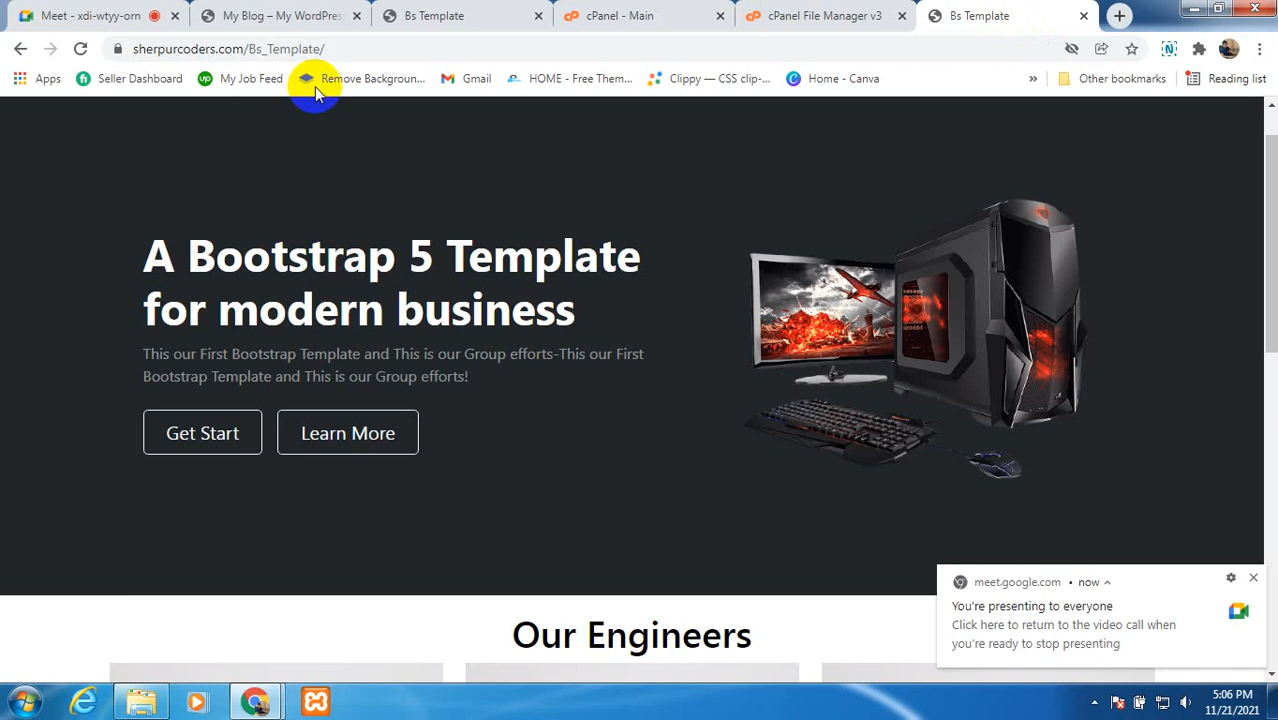 Meet - xdi-wtyy-orn
My Blog – My WordPres
Bs Template
cPanel - Main
cPanel File Manager v3
Bs Template
sherpurcoders.com/Bs_Template/
Apps
Seller Dashboard
My Job Feed
Remove Backgroun...
Gmail
HOME - Free Them...
Clippy — CSS clip-...
Home - Canva
»
Other bookmarks
Reading list
A Bootstrap 5 Template
for modern business
This our First Bootstrap Template and This is our Group efforts-This our First
Bootstrap Template and This is our Group efforts!
Get Start
Learn More
Our Engineers
meet.google.com • now
You're presenting to everyone
Click here to return to the video call when
you're ready to stop presenting
5:06 PM
11/21/2021